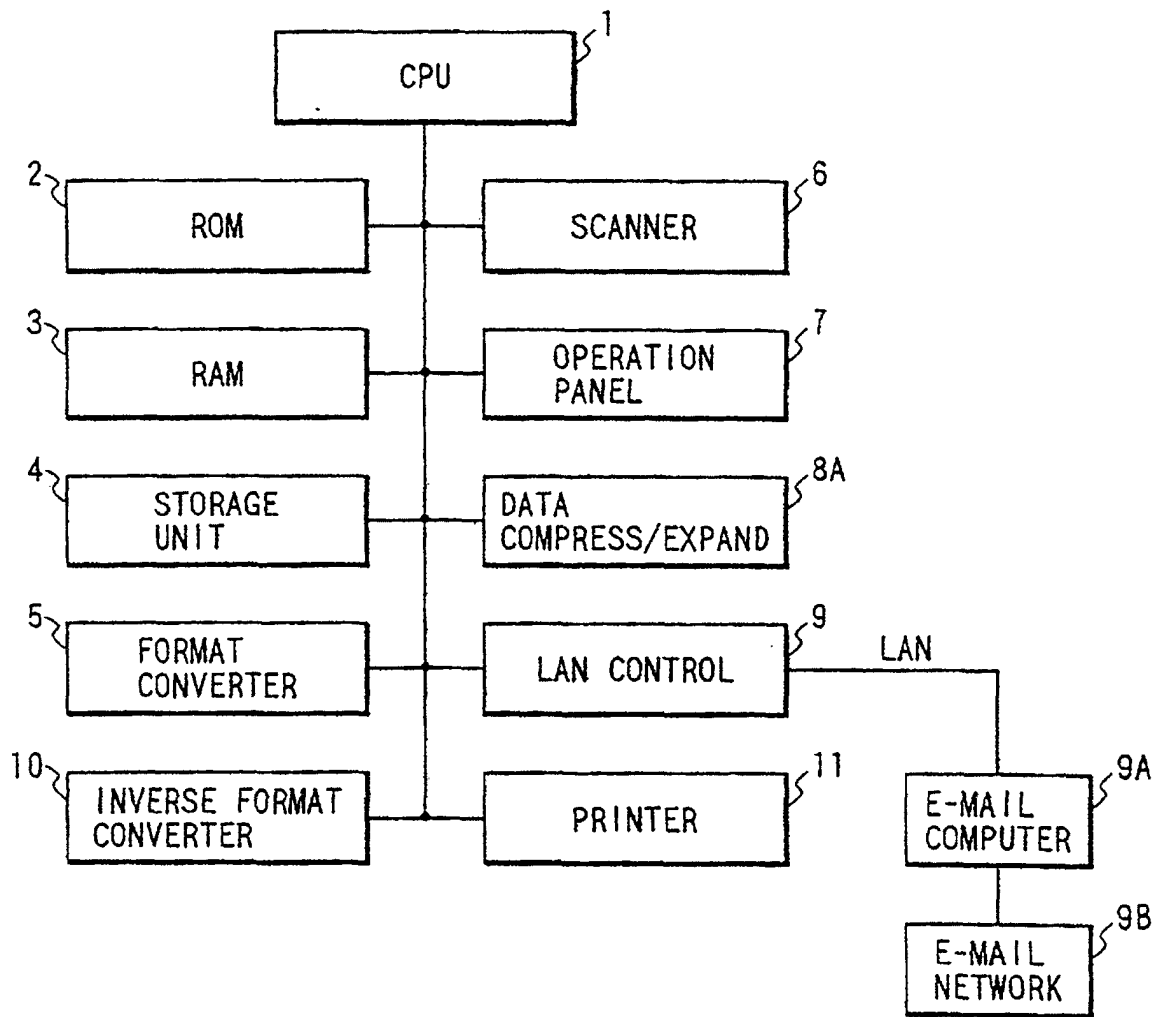 1
CPU
2
ROM
6
SCANNER
3
RAM
7
OPERATION
PANEL
4
STORAGE
UNIT
8A
DATA
COMPRESS/EXPAND
5
FORMAT
CONVERTER
9
LAN CONTROL
LAN
10
INVERSE FORMAT
CONVERTER
11
PRINTER
9A
E-MAIL
COMPUTER
9B
E-MAIL
NETWORK